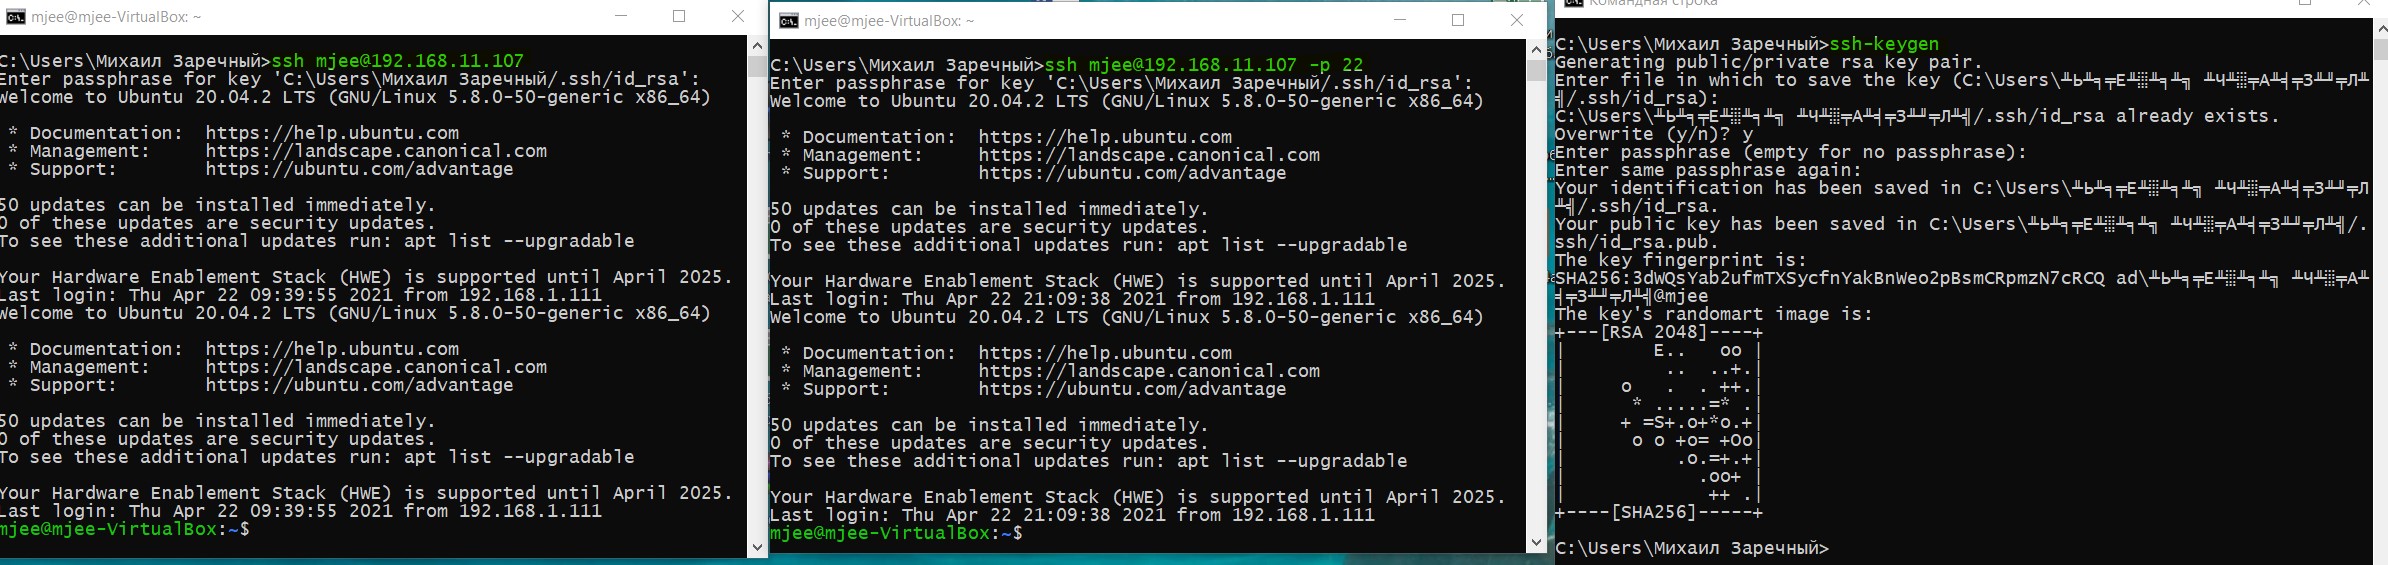 mjee@mjee-VirtualBox: ~
C:\Users\Михаил Заречный>ssh mjee@192.168.11.107
Enter passphrase for key 'C:\Users\Михаил Заречный/.ssh/id_rsa':
Welcome to Ubuntu 20.04.2 LTS (GNU/Linux 5.8.0-50-generic x86_64)
* Documentation:  https://help.ubuntu.com
* Management:     https://landscape.canonical.com
* Support:        https://ubuntu.com/advantage
50 updates can be installed immediately.
0 of these updates are security updates.
To see these additional updates run: apt list --upgradable
Your Hardware Enablement Stack (HWE) is supported until April 2025.
Last login: Thu Apr 22 09:39:55 2021 from 192.168.1.111
Welcome to Ubuntu 20.04.2 LTS (GNU/Linux 5.8.0-50-generic x86_64)
* Documentation:  https://help.ubuntu.com
* Management:     https://landscape.canonical.com
* Support:        https://ubuntu.com/advantage
50 updates can be installed immediately.
0 of these updates are security updates.
To see these additional updates run: apt list --upgradable
Your Hardware Enablement Stack (HWE) is supported until April 2025.
Last login: Thu Apr 22 09:39:55 2021 from 192.168.1.111
mjee@mjee-VirtualBox:~$
mjee@mjee-VirtualBox: ~
C:\Users\Михаил Заречный>ssh mjee@192.168.11.107 -p 22
Enter passphrase for key 'C:\Users\Михаил Заречный/.ssh/id_rsa':
Welcome to Ubuntu 20.04.2 LTS (GNU/Linux 5.8.0-50-generic x86_64)
* Documentation:  https://help.ubuntu.com
* Management:     https://landscape.canonical.com
* Support:        https://ubuntu.com/advantage
50 updates can be installed immediately.
0 of these updates are security updates.
To see these additional updates run: apt list --upgradable
Your Hardware Enablement Stack (HWE) is supported until April 2025.
Last login: Thu Apr 22 21:09:38 2021 from 192.168.1.111
Welcome to Ubuntu 20.04.2 LTS (GNU/Linux 5.8.0-50-generic x86_64)
* Documentation:  https://help.ubuntu.com
* Management:     https://landscape.canonical.com
* Support:        https://ubuntu.com/advantage
50 updates can be installed immediately.
0 of these updates are security updates.
To see these additional updates run: apt list --upgradable
Your Hardware Enablement Stack (HWE) is supported until April 2025.
Last login: Thu Apr 22 21:09:38 2021 from 192.168.1.111
mjee@mjee-VirtualBox:~$
Командная строка
C:\Users\Михаил Заречный>ssh-keygen
Generating public/private rsa key pair.
Enter file in which to save the key (C:\Users\
/.ssh/id_rsa):
C:\Users\ /.ssh/id_rsa already exists.
Overwrite (y/n)? y
Enter passphrase (empty for no passphrase):
Enter same passphrase again:
Your identification has been saved in C:\Users\
/.ssh/id_rsa.
Your public key has been saved in C:\Users\ /.
ssh/id_rsa.pub.
The key fingerprint is:
SHA256:3dWQsYab2ufmTXSycfnYakBnWeo2pBsmCRpmzN7cRCQ ad\
@mjee
The key's randomart image is:
+---[RSA 2048]----+
|        E..   oo |
|         ..  ..+.|
|     o   .  . ++.|
|      * .....=* .|
|     + =S+.o+*o.+|
|      o o +o= +Oo|
|          .o.=+.+|
|            .oo+ |
|             ++ .|
+----[SHA256]-----+
C:\Users\Михаил Заречный>